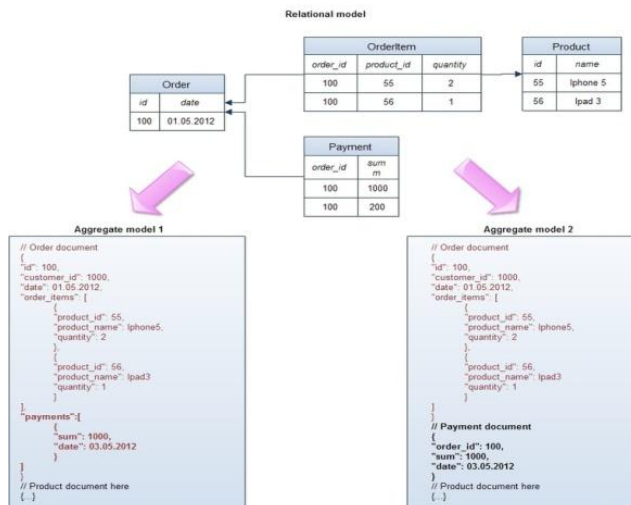 Relational model
OrderItem
order_id product_id quantity
100 55 2
100 56 1
Product
id name
55 Iphone 5
56 Ipad 3
Order
id date
100 01.05.2012
Payment
order_id sum
m
100 1000
100 200
Aggregate model 1
// Order document
{
"id": 100,
"customer_id": 1000,
"date": 01.05.2012,
"order_items": [
{
"product_id": 55,
"product_name": Iphone5,
"quantity": 2
},
{
"product_id": 56,
"product_name": Ipad3
"quantity": 1
}
],
"payments":[
{
"sum": 1000,
"date": 03.05.2012
}
]
}
// Product document here
{...}
Aggregate model 2
// Order document
{
"id": 100,
"customer_id": 1000,
"date": 01.05.2012,
"order_items": [
{
"product_id": 55,
"product_name": Iphone5,
"quantity": 2
},
{
"product_id": 56,
"product_name": Ipad3
"quantity": 1
}
]
}
// Payment document
{
"order_id": 100,
"sum": 1000,
"date": 03.05.2012
}
// Product document here
{...}